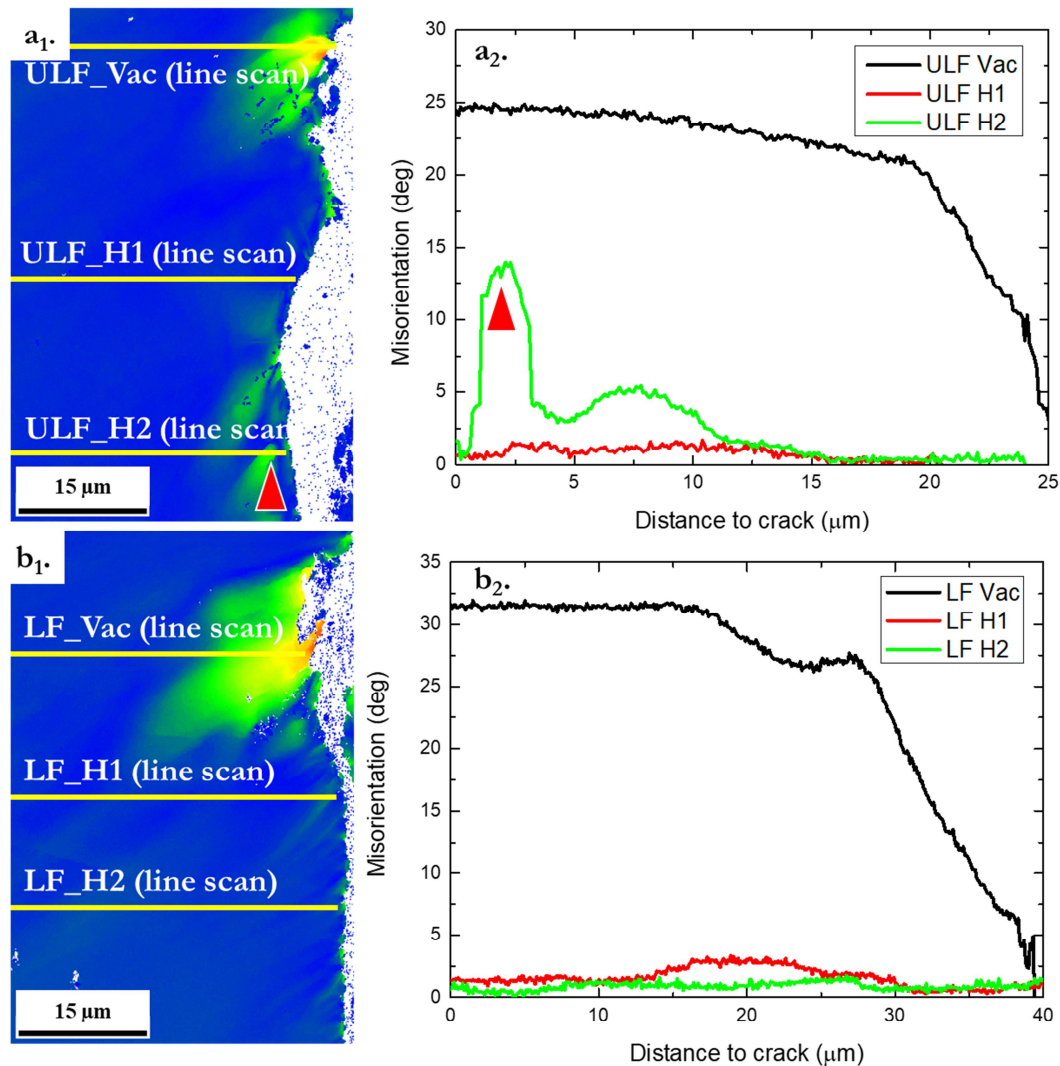 a₁.
ULF_Vac (line scan)
ULF_H1 (line scan)
ULF_H2 (line scan
15 µm
a₂.
ULF Vac
ULF H1
ULF H2
30
25
20
15
10
5
0
Misorientation (deg)
0 5 10 15 20 25
Distance to crack (µm)
b₁.
LF_Vac (line scan)
LF_H1 (line scan)
LF_H2 (line scan)
15 µm
b₂.
LF Vac
LF H1
LF H2
35
30
25
20
15
10
5
0
Misorientation (deg)
0 10 20 30 40
Distance to crack (µm)